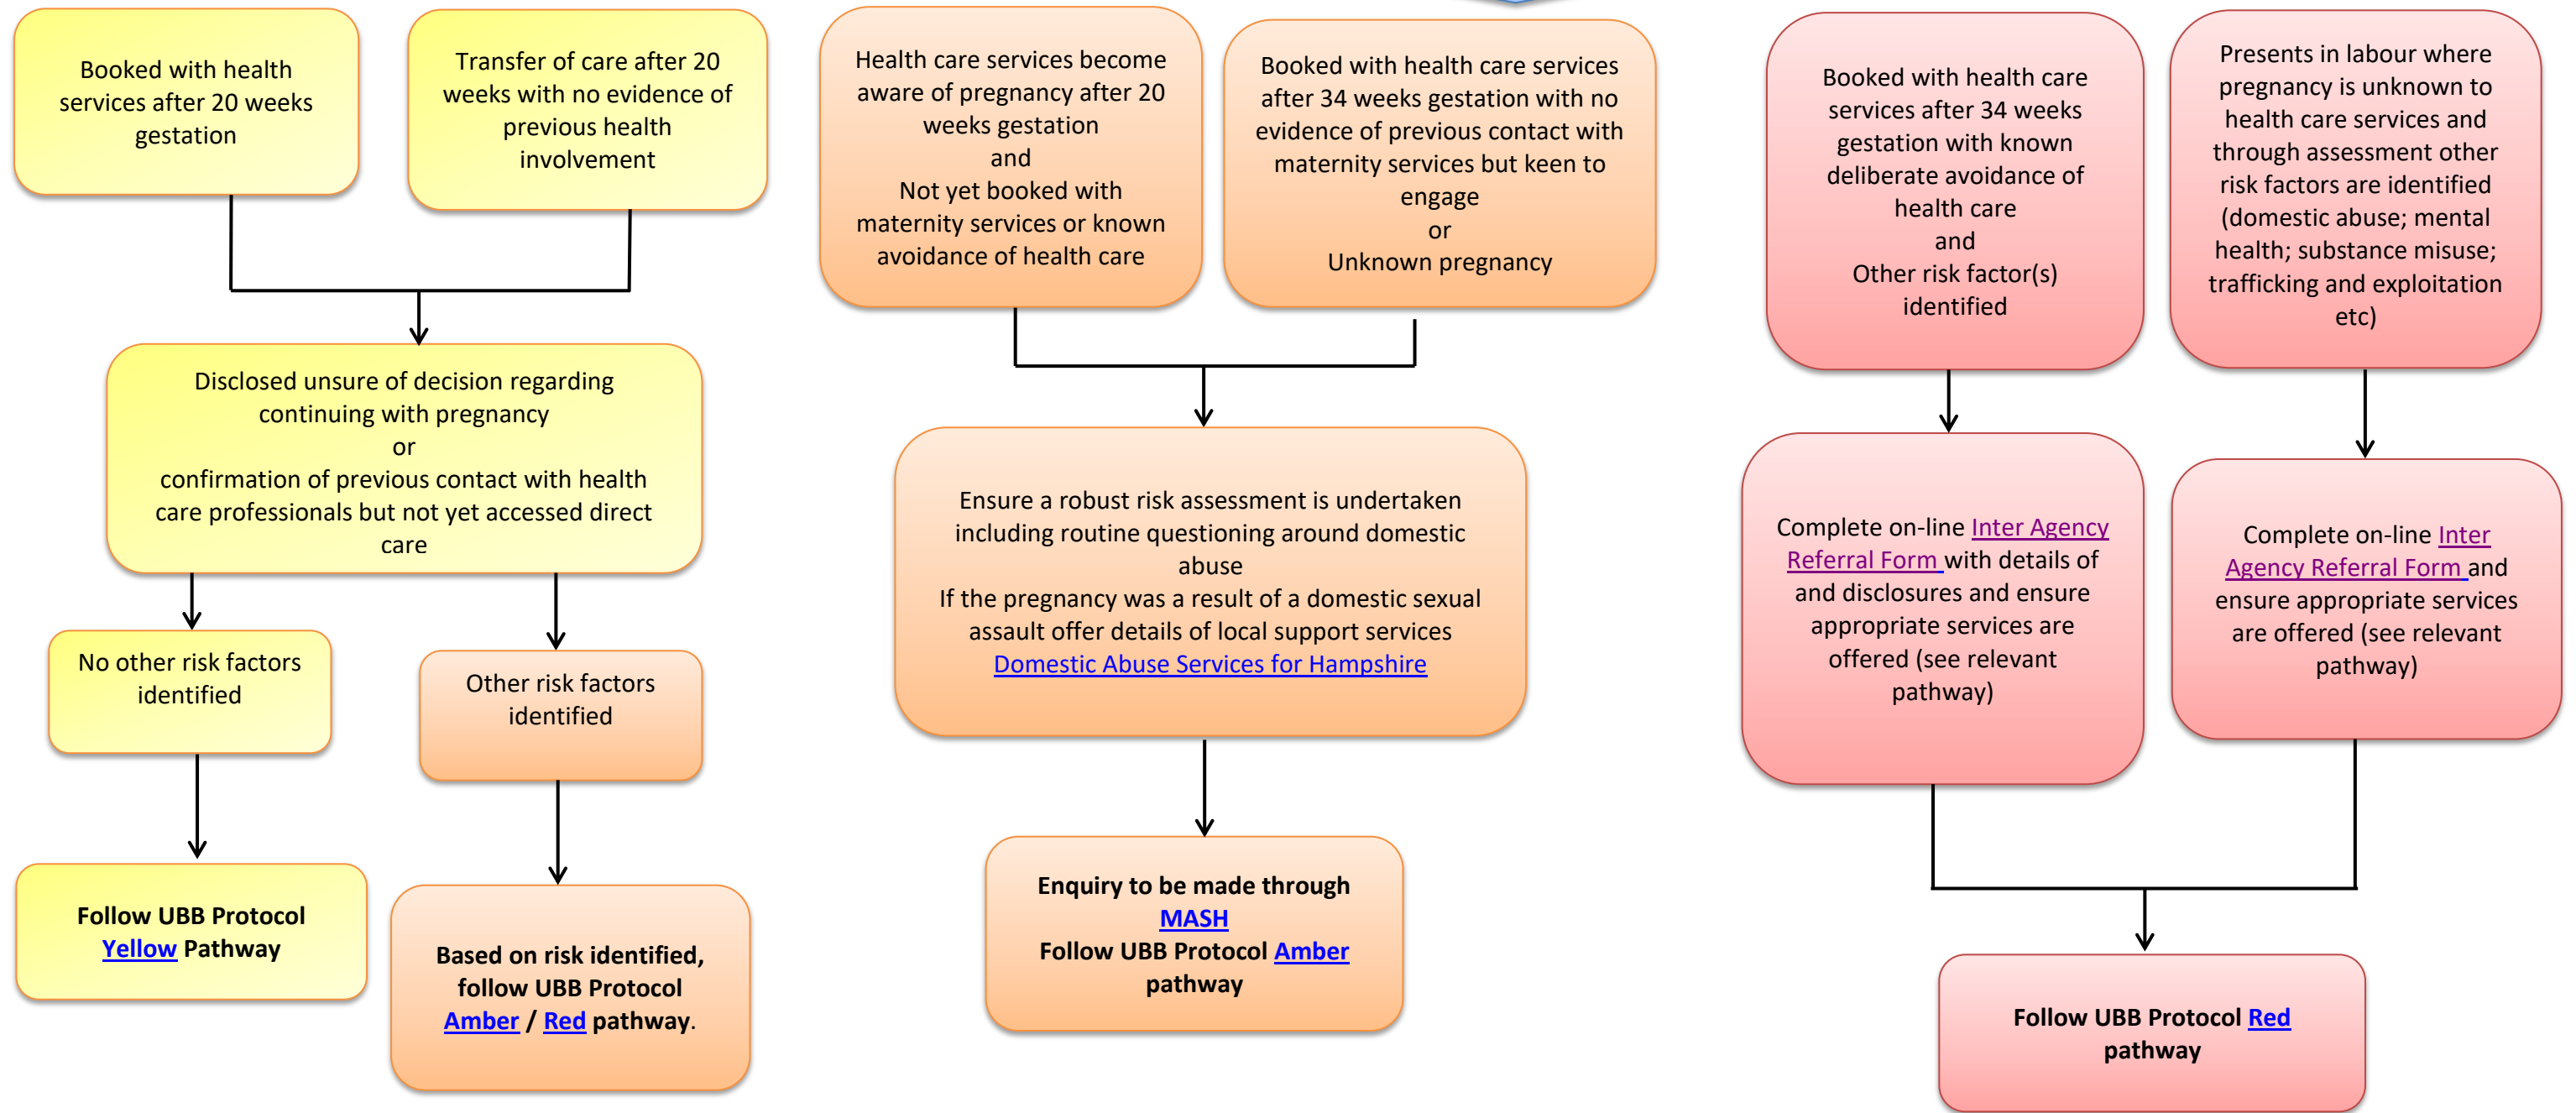 Booked with health
services after 20 weeks
gestation
Transfer of care after 20
weeks with no evidence of
previous health
involvement
Disclosed unsure of decision regarding
continuing with pregnancy
or
confirmation of previous contact with health
care professionals but not yet accessed direct
care
No other risk factors
identified
Other risk factors
identified
Follow UBB Protocol
Yellow Pathway
Based on risk identified,
follow UBB Protocol
Amber / Red pathway.
Health care services become
aware of pregnancy after 20
weeks gestation
and
Not yet booked with
maternity services or known
avoidance of health care
Booked with health care services
after 34 weeks gestation with no
evidence of previous contact with
maternity services but keen to
engage
or
Unknown pregnancy
Ensure a robust risk assessment is undertaken
including routine questioning around domestic
abuse
If the pregnancy was a result of a domestic sexual
assault offer details of local support services
Domestic Abuse Services for Hampshire
Enquiry to be made through
MASH
Follow UBB Protocol Amber
pathway
Booked with health care
services after 34 weeks
gestation with known
deliberate avoidance of
health care
and
Other risk factor(s)
identified
Presents in labour where
pregnancy is unknown to
health care services and
through assessment other
risk factors are identified
(domestic abuse; mental
health; substance misuse;
trafficking and exploitation
etc)
Complete on-line Inter Agency
Referral Form with details of
and disclosures and ensure
appropriate services are
offered (see relevant
pathway)
Complete on-line Inter
Agency Referral Form and
ensure appropriate services
are offered (see relevant
pathway)
Follow UBB Protocol Red
pathway